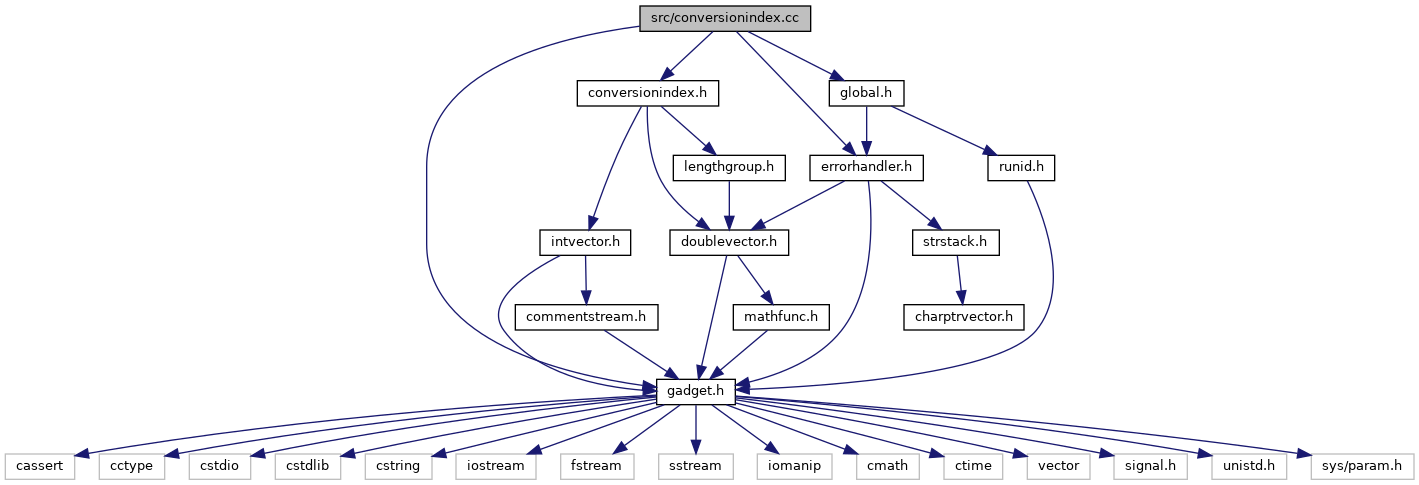 src/conversionindex.cc
conversionindex.h
global.h
lengthgroup.h
errorhandler.h
runid.h
intvector.h
doublevector.h
strstack.h
commentstream.h
mathfunc.h
charptrvector.h
gadget.h
cassert
cctype
cstdio
cstdlib
cstring
iostream
fstream
sstream
iomanip
cmath
ctime
vector
signal.h
unistd.h
sys/param.h